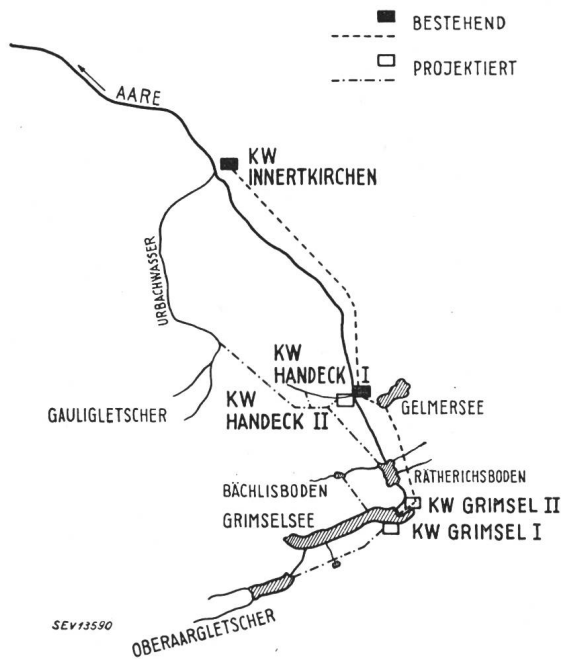 BESTEHEND
PROJEKTIERT
AARE
KW
INNERTKIRCHEN
URBACHWASSER
KW
HANDECK I
GAULIGLETSCHER
KW
HANDECK II
GELMERSEE
RÄTHERICHSBODEN
BÄCHLISBODEN
GRIMSELSEE
KW GRIMSEL II
KW GRIMSEL I
OBERAARGLETSCHER
SEV13590